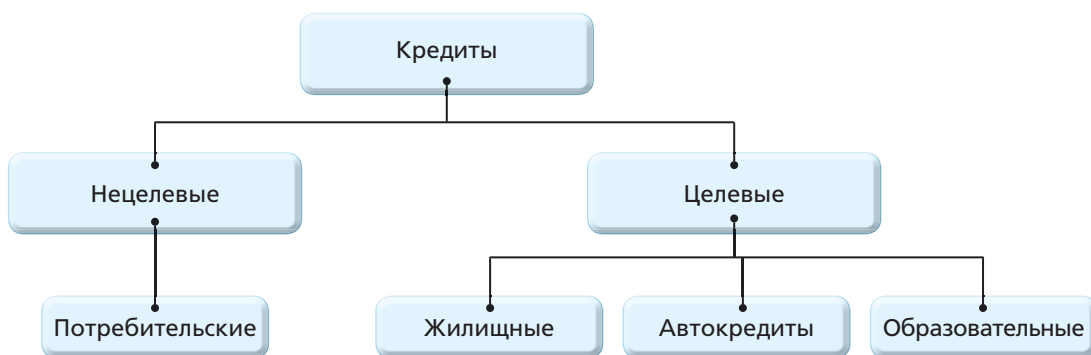 Кредиты
Нецелевые
Целевые
Потребительские
Жилищные
Автокредиты
Образовательные